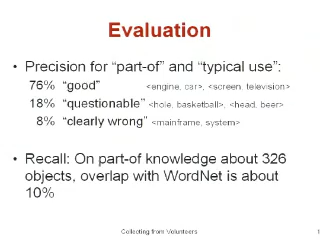 Evaluation
• Precision for “part-of” and “typical use”:
76% “good” <engine, car>, <screen, television>
18% “questionable” <hole, basketball>, <head, beer>
8% “clearly wrong” <mainframe, system>
• Recall: On part-of knowledge about 326
objects, overlap with WordNet is about
10%
Collecting from Volunteers 1